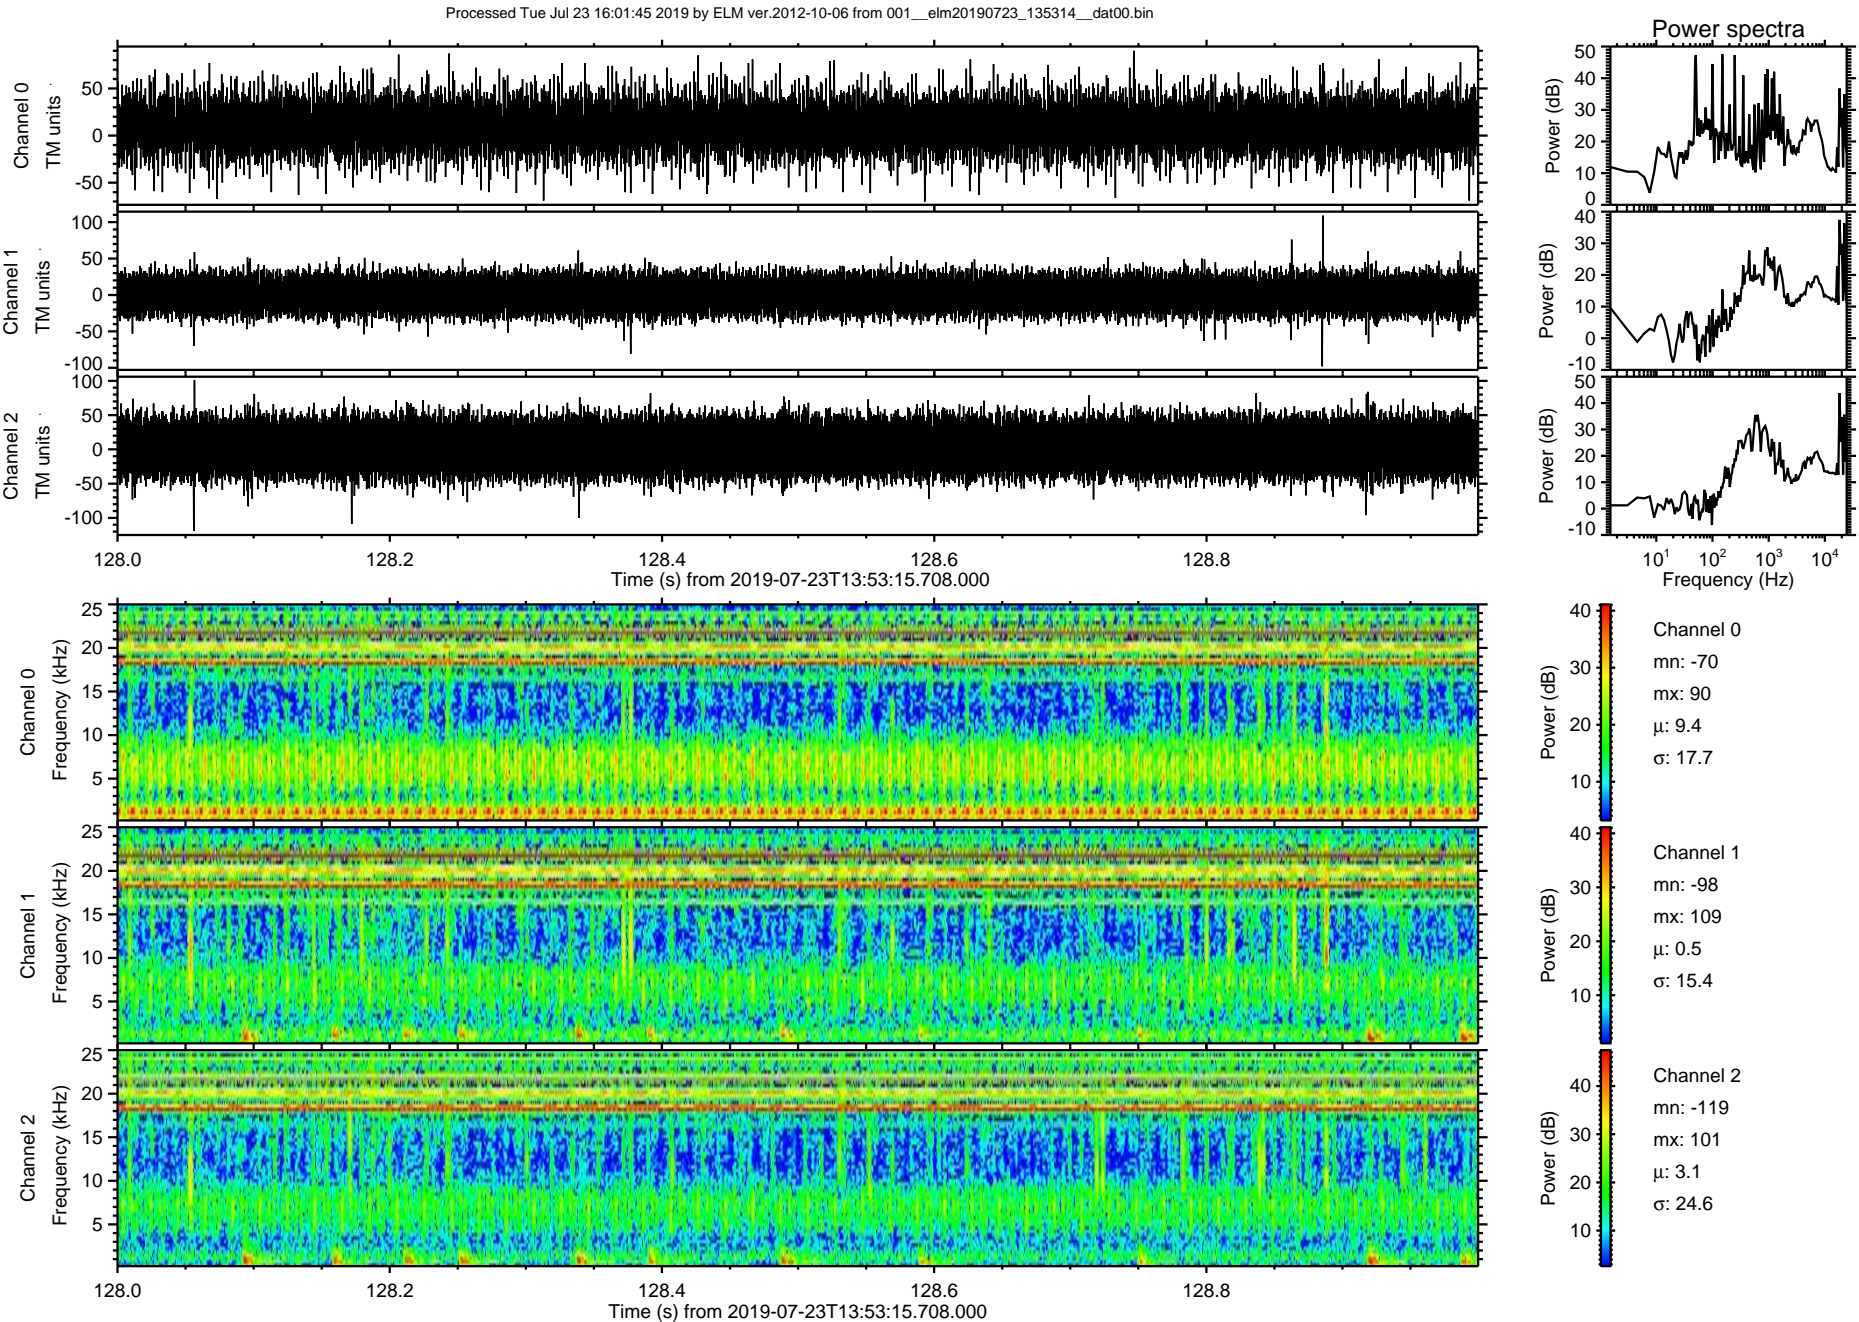 Processed Tue Jul 23 16:01:45 2019 by ELM ver.2012-10-06 from 001__elm20190723_135314__dat00.bin
Power spectra
Channel 0
TM units
50
0
-50
Power (dB)
50
40
30
20
10
0
Channel 1
TM units
100
50
0
-50
-100
Power (dB)
40
30
20
10
0
-10
Channel 2
TM units
100
50
0
-50
-100
Power (dB)
50
40
30
20
10
0
-10
128.0 128.2 128.4 128.6 128.8
Time (s) from 2019-07-23T13:53:15.708.000
10^1 10^2 10^3 10^4
Frequency (Hz)
Channel 0
Frequency (kHz)
25
20
15
10
5
Power (dB)
40
30
20
10
Channel 0
mn: -70
mx: 90
μ: 9.4
σ: 17.7
Channel 1
Frequency (kHz)
25
20
15
10
5
Power (dB)
40
30
20
10
Channel 1
mn: -98
mx: 109
μ: 0.5
σ: 15.4
Channel 2
Frequency (kHz)
25
20
15
10
5
Power (dB)
40
30
20
10
Channel 2
mn: -119
mx: 101
μ: 3.1
σ: 24.6
128.0 128.2 128.4 128.6 128.8
Time (s) from 2019-07-23T13:53:15.708.000